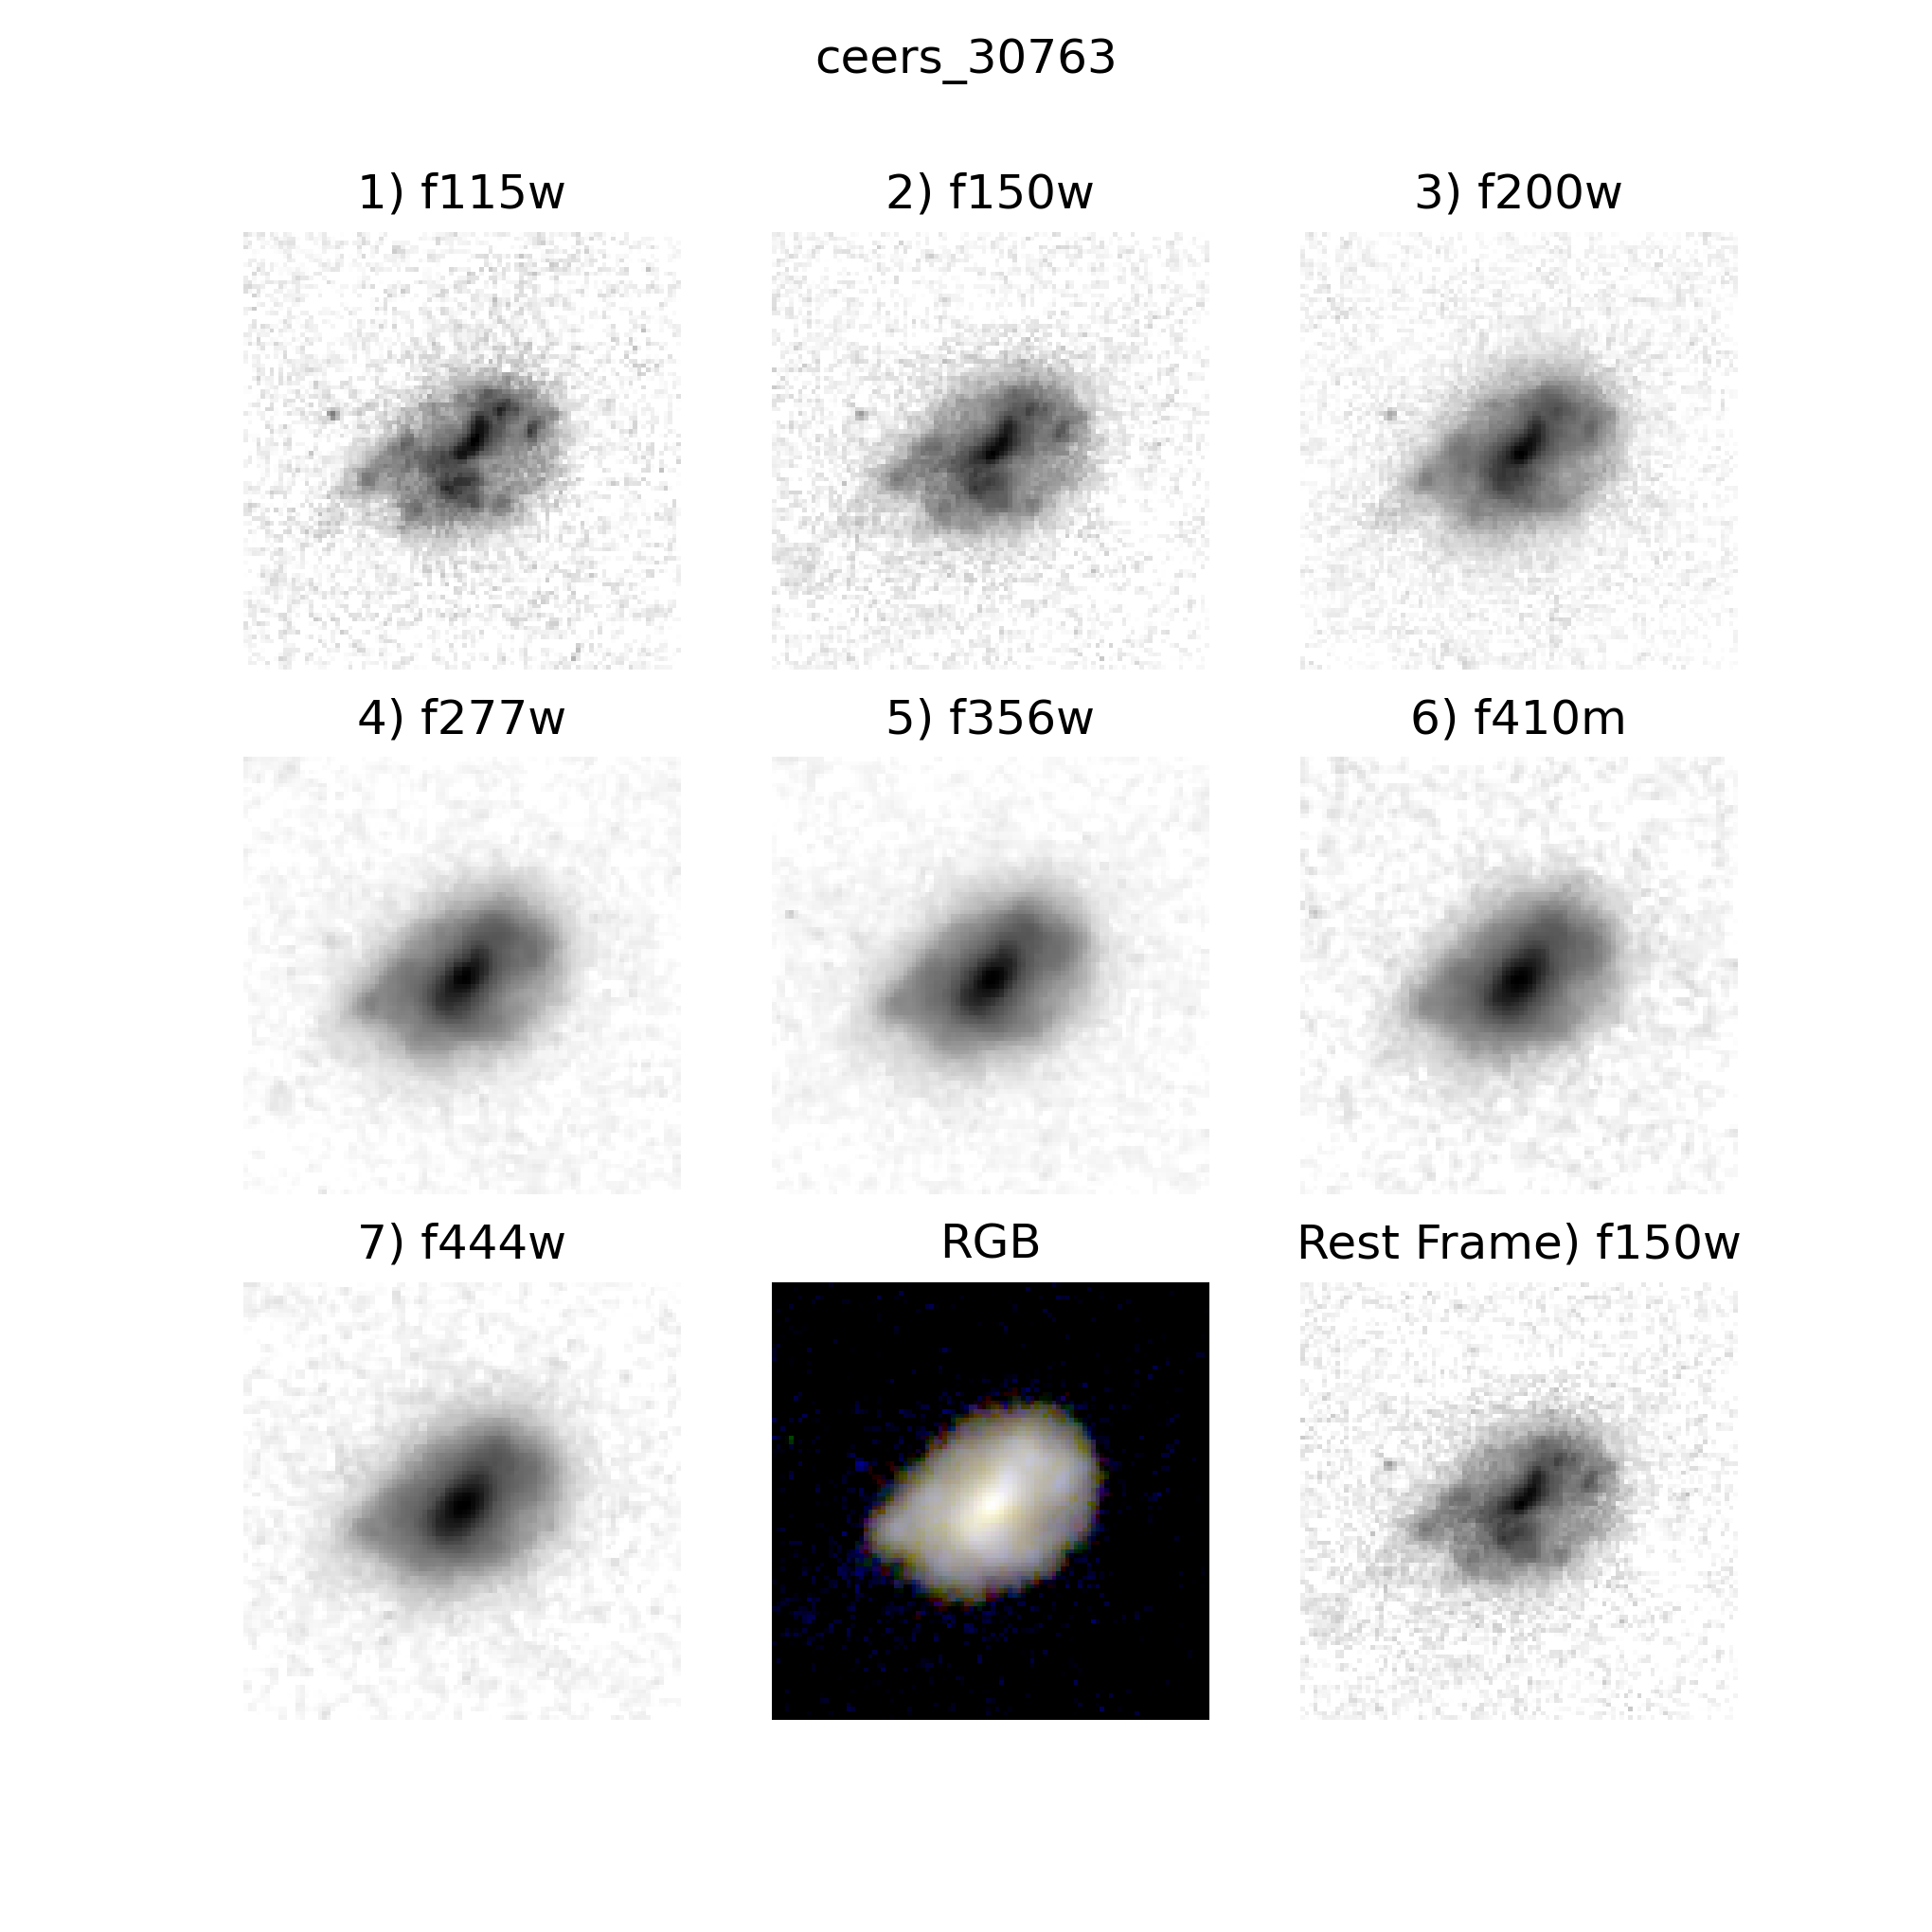 ceers_30763
1) f115w
2) f150w
3) f200w
4) f277w
5) f356w
6) f410m
7) f444w
RGB
Rest Frame) f150w